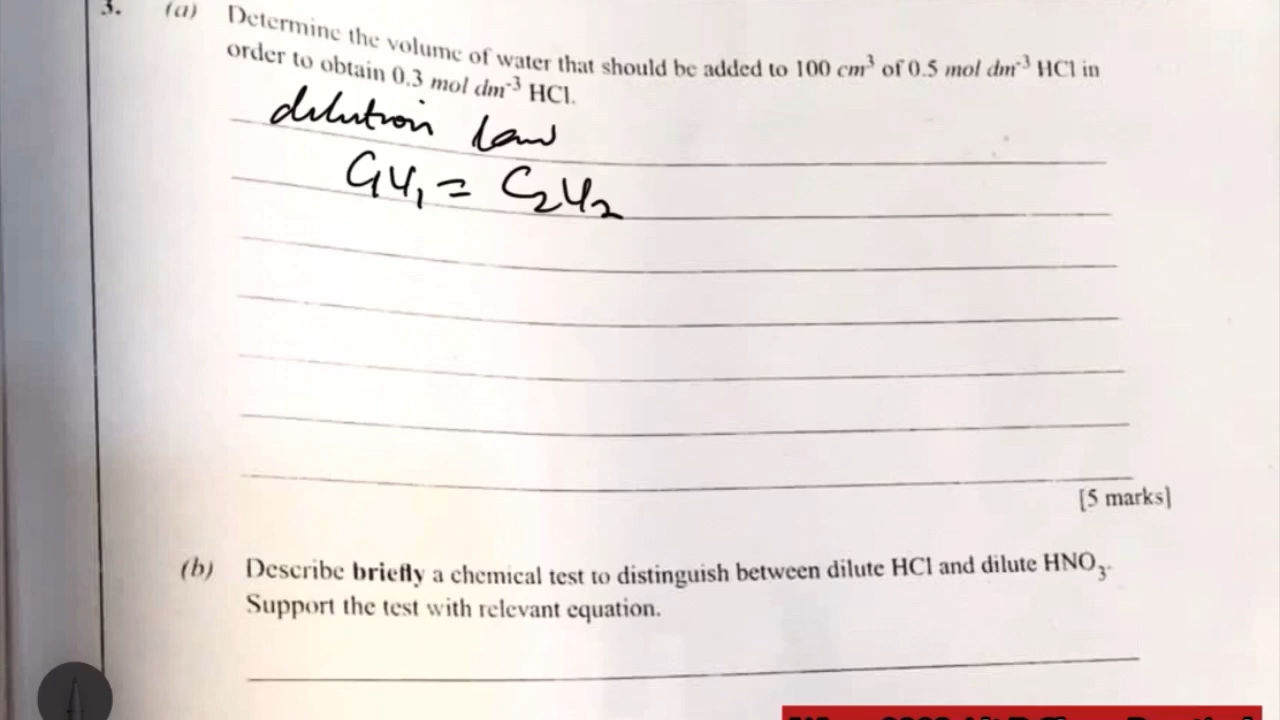 3. (a) Determine the volume of water that should be added to 100 cm³ of 0.5 mol dm⁻³ HCl in
order to obtain 0.3 mol dm⁻³ HCl.
dilution law
C₁V₁ = C₂V₂
[5 marks]
(b) Describe briefly a chemical test to distinguish between dilute HCl and dilute HNO₃.
Support the test with relevant equation.